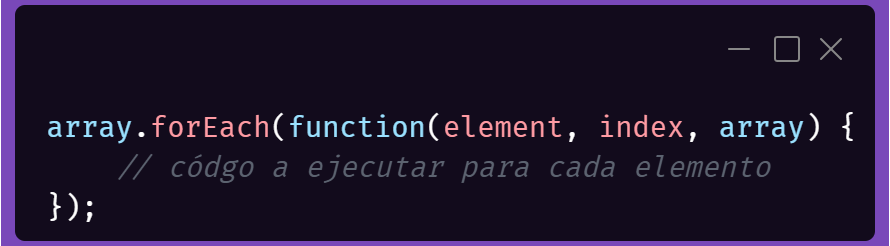 array.forEach(function(element, index, array) {
// códgo a ejecutar para cada elemento
});